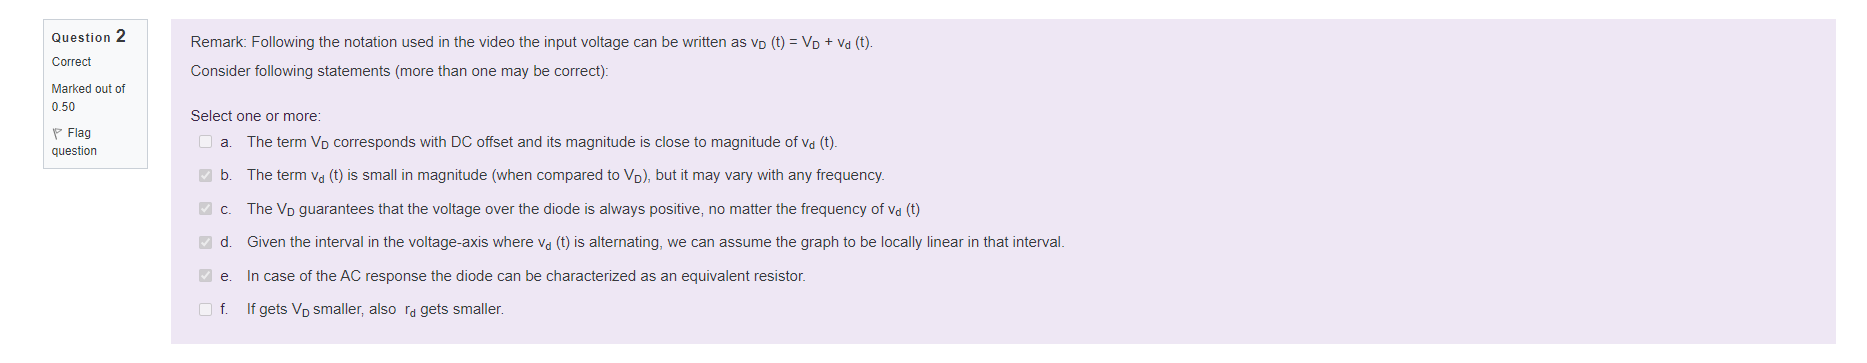 Question 2
Correct
Marked out of
0.50
Flag
question
Remark: Following the notation used in the video the input voltage can be written as vD (t) = VD + vd (t).
Consider following statements (more than one may be correct):
Select one or more:
a. The term VD corresponds with DC offset and its magnitude is close to magnitude of vd (t).
b. The term vd (t) is small in magnitude (when compared to VD), but it may vary with any frequency.
c. The VD guarantees that the voltage over the diode is always positive, no matter the frequency of vd (t)
d. Given the interval in the voltage-axis where vd (t) is alternating, we can assume the graph to be locally linear in that interval.
e. In case of the AC response the diode can be characterized as an equivalent resistor.
f. If gets VD smaller, also rd gets smaller.